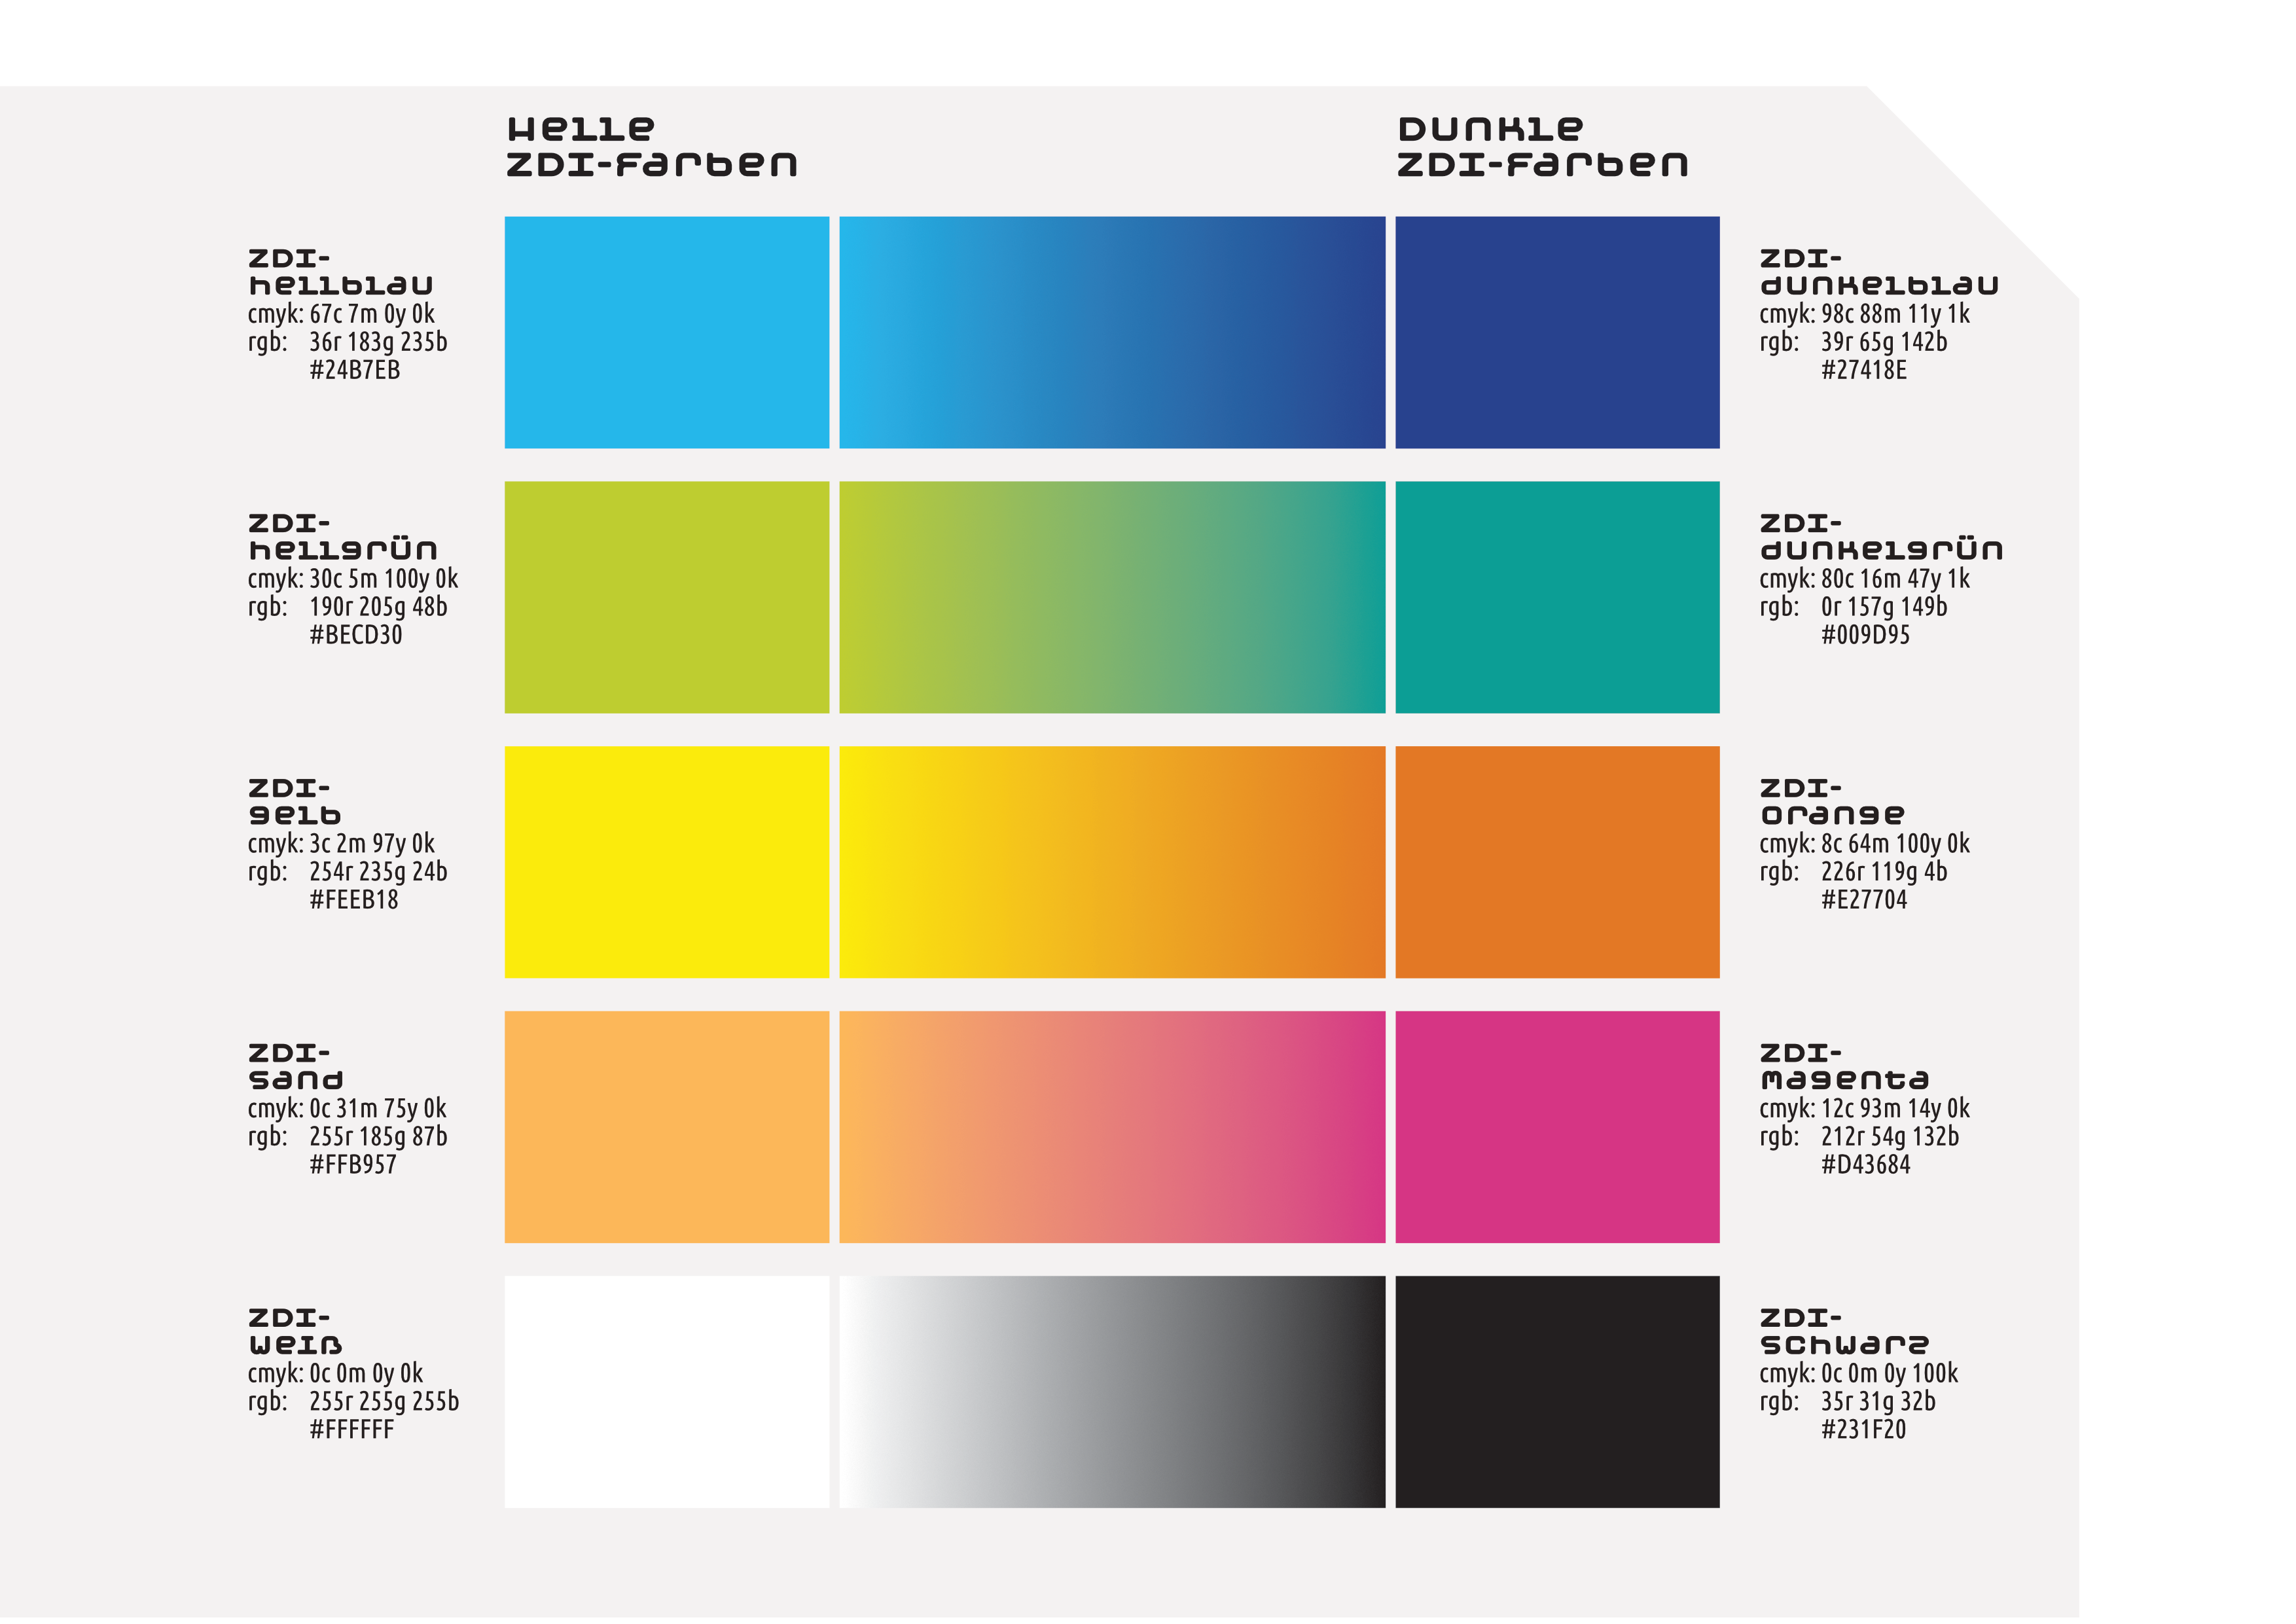 Helle
ZDI-Farben
Dunkle
ZDI-Farben
ZDI-
hellblau
cmyk: 67c 7m 0y 0k
rgb: 36r 183g 235b
#24B7EB
ZDI-
dunkelblau
cmyk: 98c 88m 11y 1k
rgb: 39r 65g 142b
#27418E
ZDI-
hellgrün
cmyk: 30c 5m 100y 0k
rgb: 190r 205g 48b
#BECD30
ZDI-
dunkelgrün
cmyk: 80c 16m 47y 1k
rgb: 0r 157g 149b
#009D95
ZDI-
gelb
cmyk: 3c 2m 97y 0k
rgb: 254r 235g 24b
#FEEB18
ZDI-
orange
cmyk: 8c 64m 100y 0k
rgb: 226r 119g 4b
#E27704
ZDI-
sand
cmyk: 0c 31m 75y 0k
rgb: 255r 185g 87b
#FFB957
ZDI-
magenta
cmyk: 12c 93m 14y 0k
rgb: 212r 54g 132b
#D43684
ZDI-
weiß
cmyk: 0c 0m 0y 0k
rgb: 255r 255g 255b
#FFFFFF
ZDI-
schwarz
cmyk: 0c 0m 0y 100k
rgb: 35r 31g 32b
#231F20